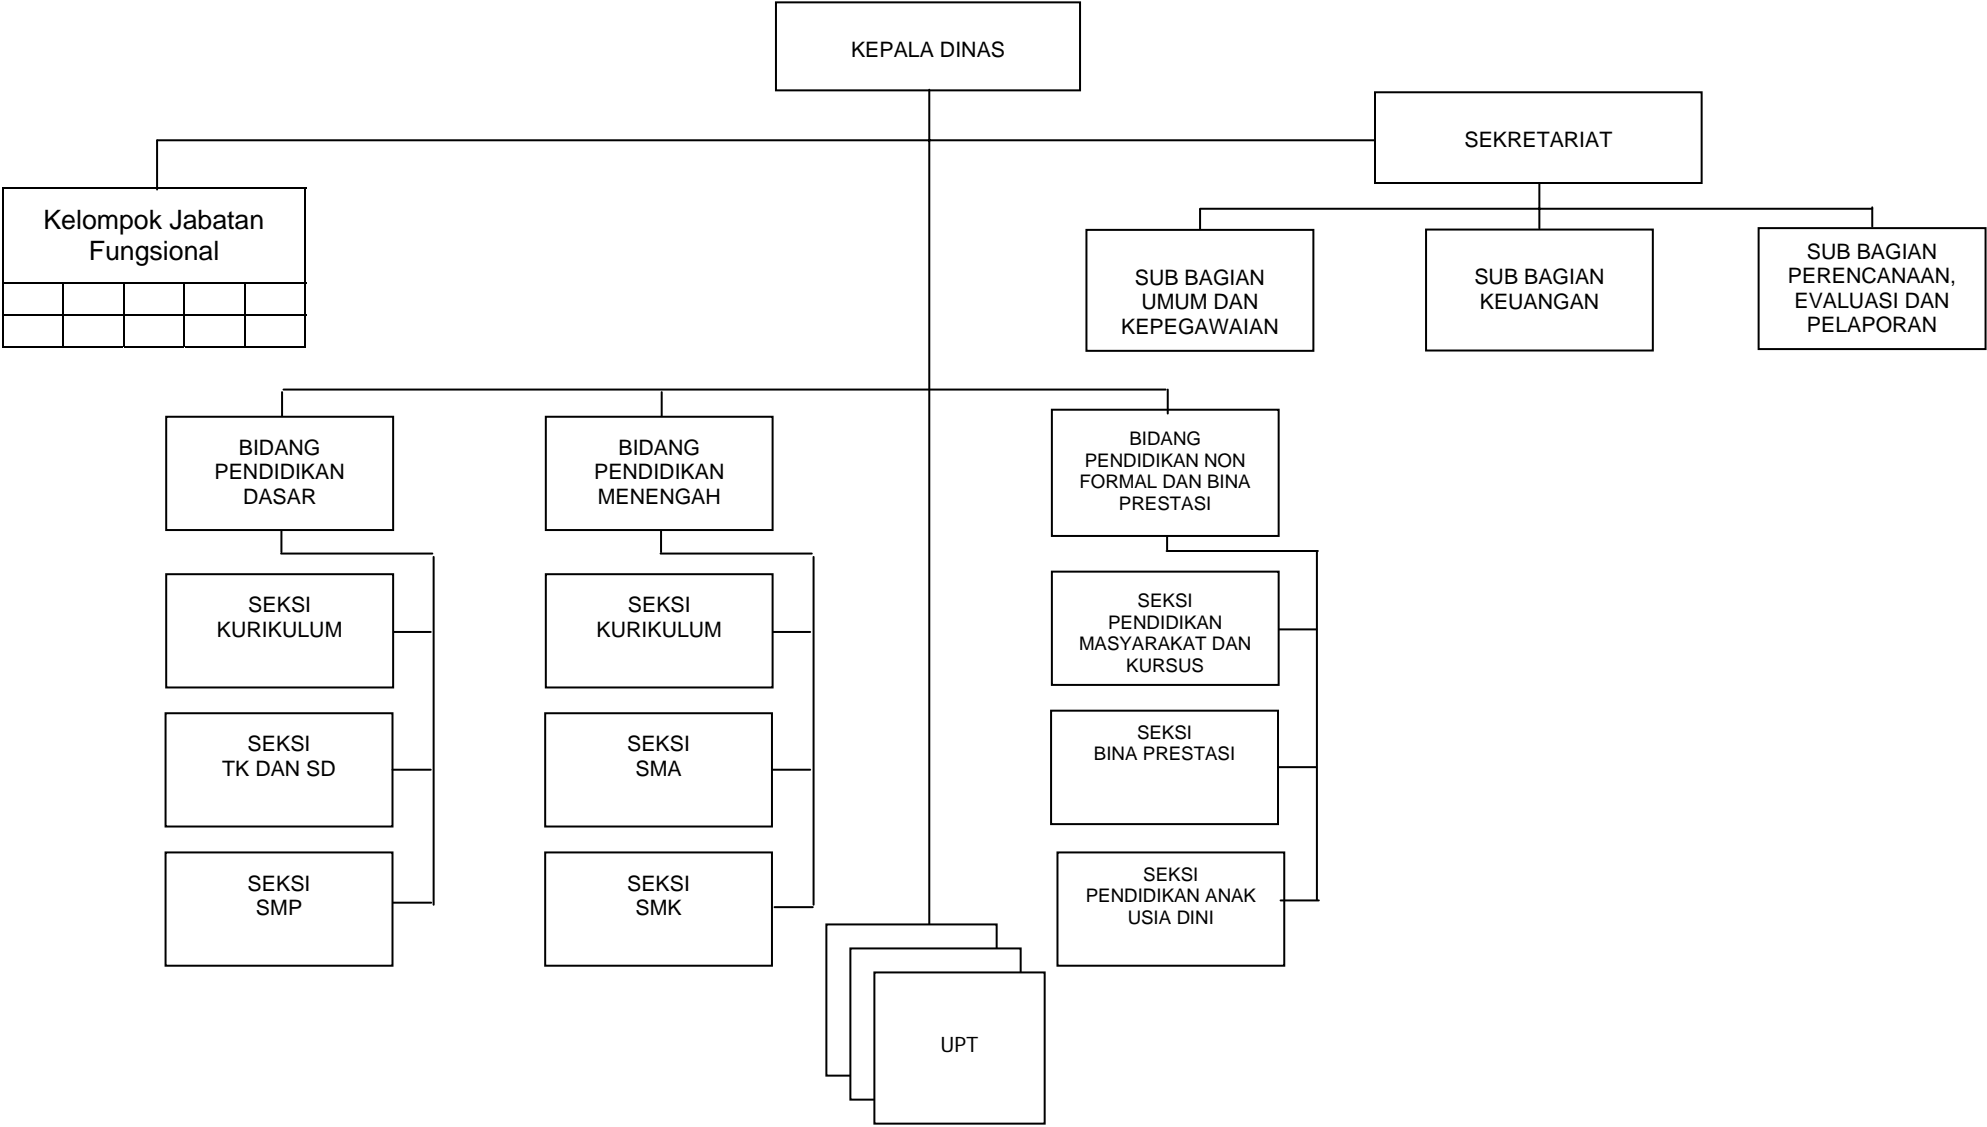 KEPALA DINAS
SEKRETARIAT
Kelompok Jabatan
Fungsional
SUB BAGIAN
UMUM DAN
KEPEGAWAIAN
SUB BAGIAN
KEUANGAN
SUB BAGIAN
PERENCANAAN,
EVALUASI DAN
PELAPORAN
BIDANG
PENDIDIKAN
DASAR
BIDANG
PENDIDIKAN
MENENGAH
BIDANG
PENDIDIKAN NON
FORMAL DAN BINA
PRESTASI
SEKSI
KURIKULUM
SEKSI
KURIKULUM
SEKSI
PENDIDIKAN
MASYARAKAT DAN
KURSUS
SEKSI
TK DAN SD
SEKSI
SMA
SEKSI
BINA PRESTASI
SEKSI
SMP
SEKSI
SMK
SEKSI
PENDIDIKAN ANAK
USIA DINI
UPT